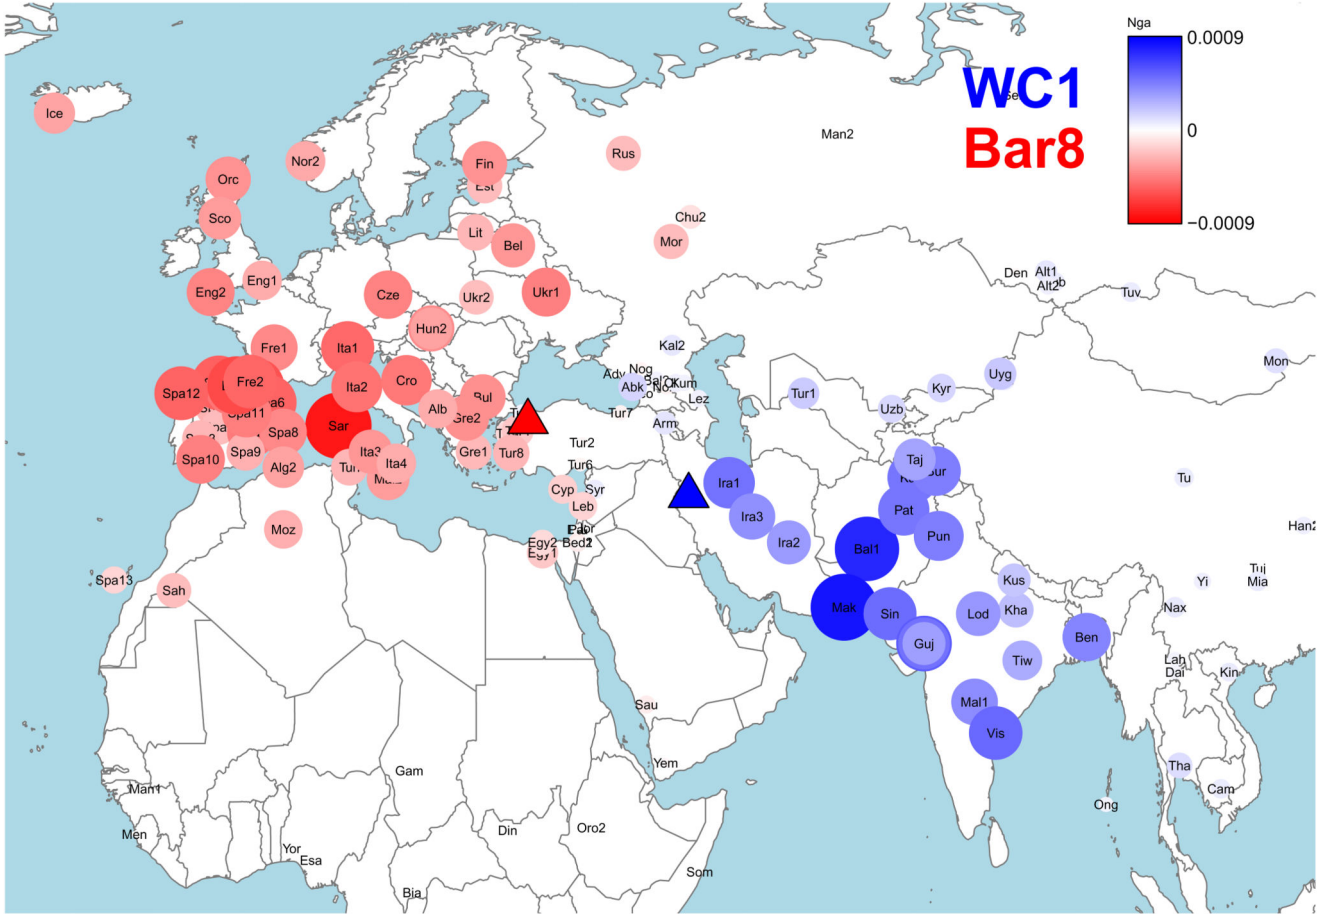 Nga
0.0009
0
−0.0009
WC1
Bar8
Man2
Ice
Nor2
Rus
Fin
Est
Orc
Sco
Chu2
Lit
Bel
Mor
Den
Alt1
Alt2
Tuv
Eng2
Eng1
Cze
Ukr2
Ukr1
Hun2
Fre1
Ita1
Kal2
Mon
Nog
Abk
Kum
Lez
Uyg
Spa12
Fre2
Ita2
Cro
Tur1
Kyr
Uzb
Bul
Alb
Gre2
Spa11
Tur7
Arm
Sar
Spa8
Spa9
Spa10
Alg2
Ita3
Ita4
Gre1
Tur8
Tur2
Tur6
Taj
Tu
Ira1
Cyp
Syr
Leb
Ira3
Pat
Pun
Han2
Moz
Egy2
Egy1
Ira2
Bal1
Spa13
Sah
Kus
Yi
Tuj
Mia
Mak
Sin
Lod
Kha
Nax
Guj
Ben
Tiw
Lah
Dai
Kin
Sau
Mal1
Vis
Yem
Gam
Tha
Man1
Cam
Ong
Men
Din
Oro2
Yor
Esa
Som
Bia